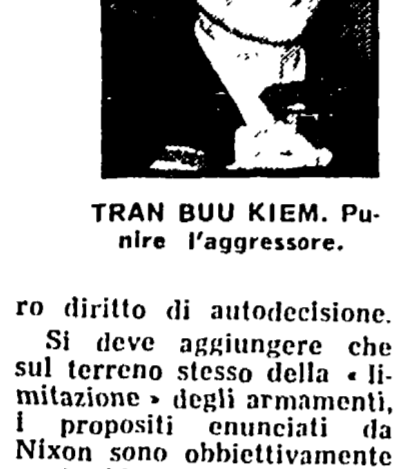 TRAN BUU KIEM. Pu-
nire l'aggressore.
ro diritto di autodecisione.
Si deve aggiungere che
sul terreno stesso della « li-
mitazione » degli armamenti,
i propositi enunciati da
Nixon sono obbiettivamente